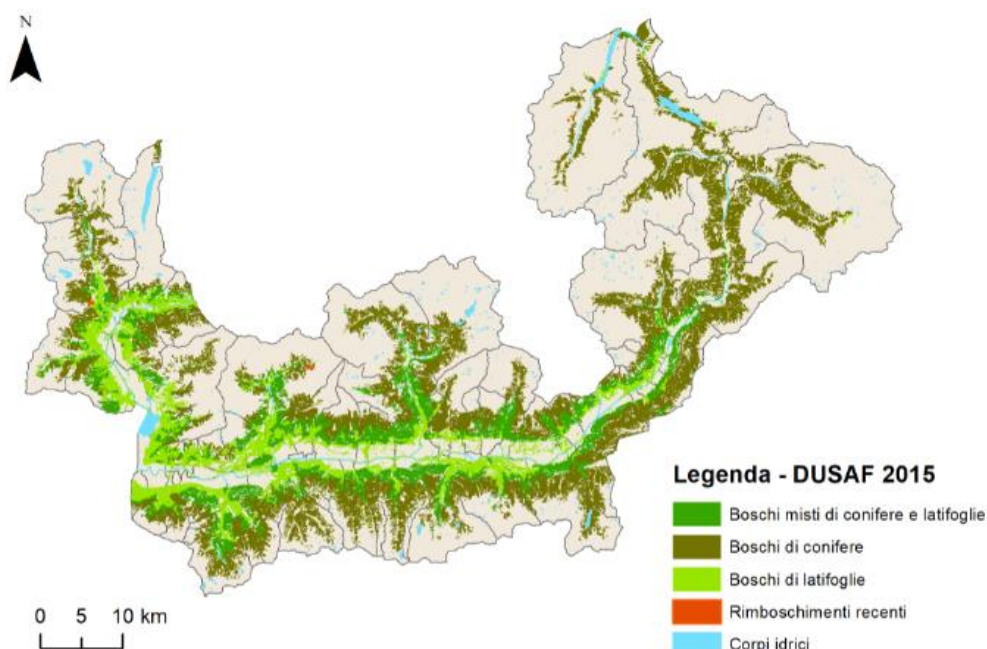 N
Legenda - DUSAF 2015
Boschi misti di conifere e latifoglie
Boschi di conifere
Boschi di latifoglie
Rimboschimenti recenti
Corpi idrici
0 5 10 km